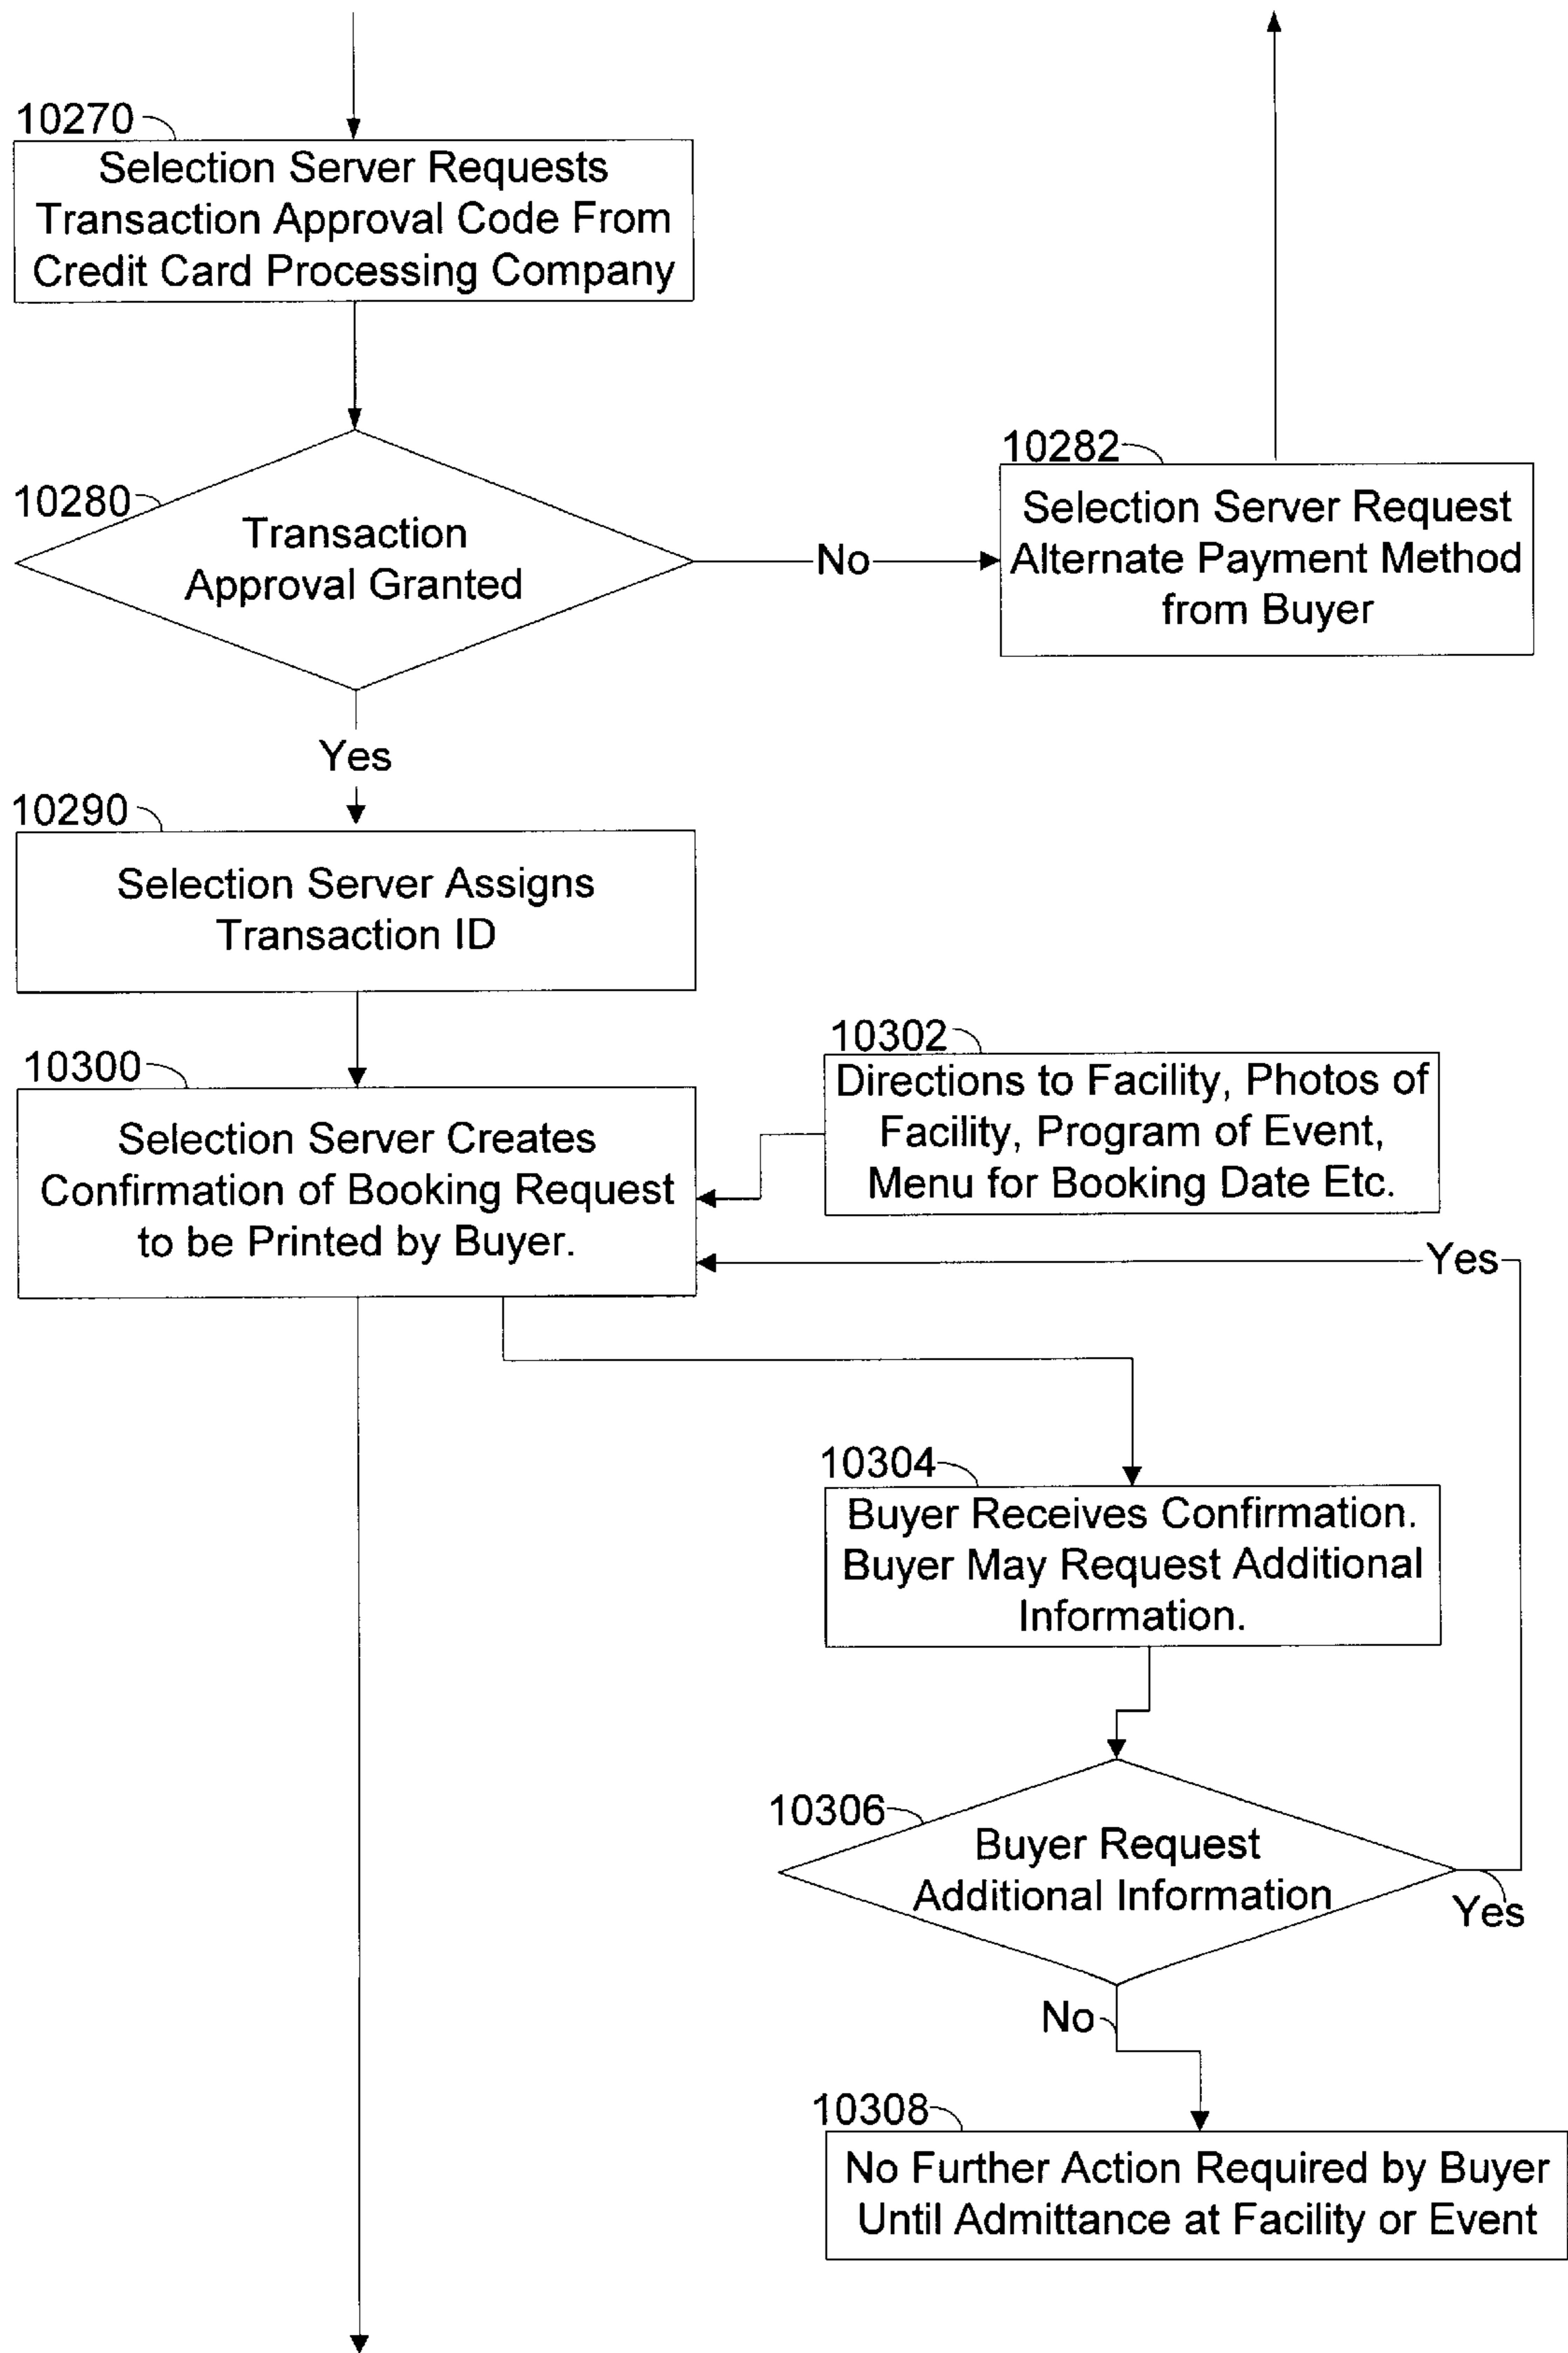 10270
Selection Server Requests
Transaction Approval Code From
Credit Card Processing Company
10280
Transaction
Approval Granted
No
10282
Selection Server Request
Alternate Payment Method
from Buyer
Yes
10290
Selection Server Assigns
Transaction ID
10300
Selection Server Creates
Confirmation of Booking Request
to be Printed by Buyer.
10302
Directions to Facility, Photos of
Facility, Program of Event,
Menu for Booking Date Etc.
Yes
10304
Buyer Receives Confirmation.
Buyer May Request Additional
Information.
10306
Buyer Request
Additional Information
Yes
No
10308
No Further Action Required by Buyer
Until Admittance at Facility or Event